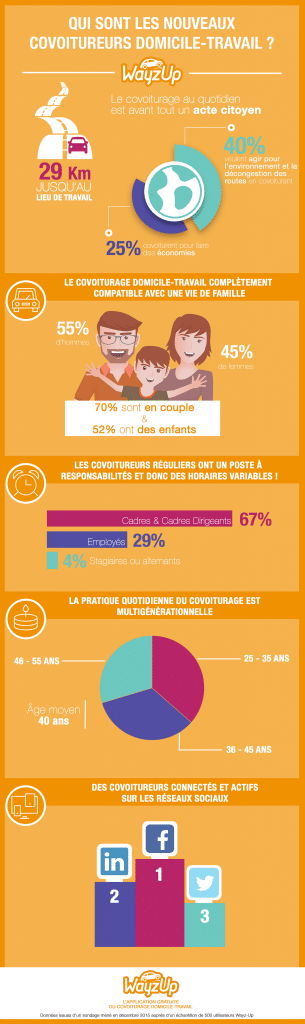 QUI SONT LES NOUVEAUX
COVOITUREURS DOMICILE-TRAVAIL ?
WayzUp
Le covoiturage au quotidien
est avant tout un acte citoyen
40%
veulent agir pour
l'environnement et la
décongestion des
routes en covoiturant
29 Km
JUSQU'AU
LIEU DE TRAVAIL
25% covoiturent pour faire
des économies
LE COVOITURAGE DOMICILE-TRAVAIL COMPLÈTEMENT
COMPATIBLE AVEC UNE VIE DE FAMILLE
55%
d'hommes
45%
de femmes
70% sont en couple
&
52% ont des enfants
LES COVOITUREURS RÉGULIERS ONT UN POSTE À
RESPONSABILITÉS ET DONC DES HORAIRES VARIABLES !
Cadres & Cadres Dirigeants 67%
Employés 29%
4% Stagiaires ou alternants
LA PRATIQUE QUOTIDIENNE DU COVOITURAGE EST
MULTIGÉNÉRATIONNELLE
46 - 55 ANS
25 - 35 ANS
Âge moyen
40 ans
36 - 45 ANS
DES COVOITUREURS CONNECTÉS ET ACTIFS
SUR LES RÉSEAUX SOCIAUX
f
in
1
2
3
WayzUp
L'APPLICATION GRATUITE
DU COVOITURAGE DOMICILE-TRAVAIL
Données issues d'un sondage mené en décembre 2015 auprès d'un échantillon de 500 utilisateurs Wayz-Up